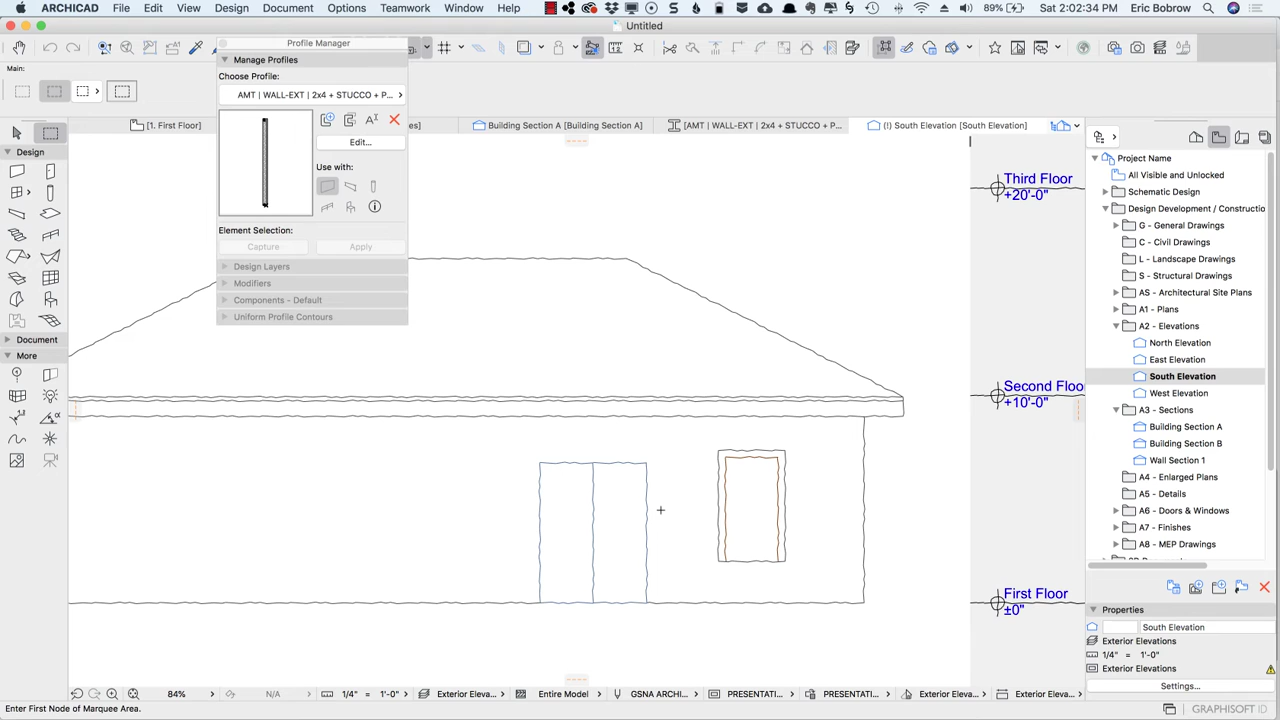 ARCHICAD File Edit View Design Document Options Teamwork Window Help 89% Sat 2:02:34 PM Eric Bobrow
Untitled
Profile Manager
Main:
Manage Profiles
Choose Profile:
AMT | WALL-EXT | 2x4 + STUCCO + P...
Edit...
Use with:
Element Selection:
Capture Apply
Design Layers
Modifiers
Components - Default
Uniform Profile Contours
[1. First Floor] es] Building Section A [Building Section A] [AMT | WALL-EXT | 2x4 + STUCCO + P... (!) South Elevation [South Elevation]
Design
Document
More
Third Floor
+20'-0"
Second Floo
+10'-0"
First Floor
±0"
Project Name
All Visible and Unlocked
Schematic Design
Design Development / Constructio
G - General Drawings
C - Civil Drawings
L - Landscape Drawings
S - Structural Drawings
AS - Architectural Site Plans
A1 - Plans
A2 - Elevations
North Elevation
East Elevation
South Elevation
West Elevation
A3 - Sections
Building Section A
Building Section B
Wall Section 1
A4 - Enlarged Plans
A5 - Details
A6 - Doors & Windows
A7 - Finishes
A8 - MEP Drawings
Properties
South Elevation
Exterior Elevations
1/4" = 1'-0"
Exterior Elevations
Settings...
84% N/A 1/4" = 1'-0" Exterior Eleva... Entire Model GSNA ARCHI... PRESENTATI... PRESENTATI... Exterior Eleva... Exterior Eleva...
Enter First Node of Marquee Area.
GRAPHISOFT ID